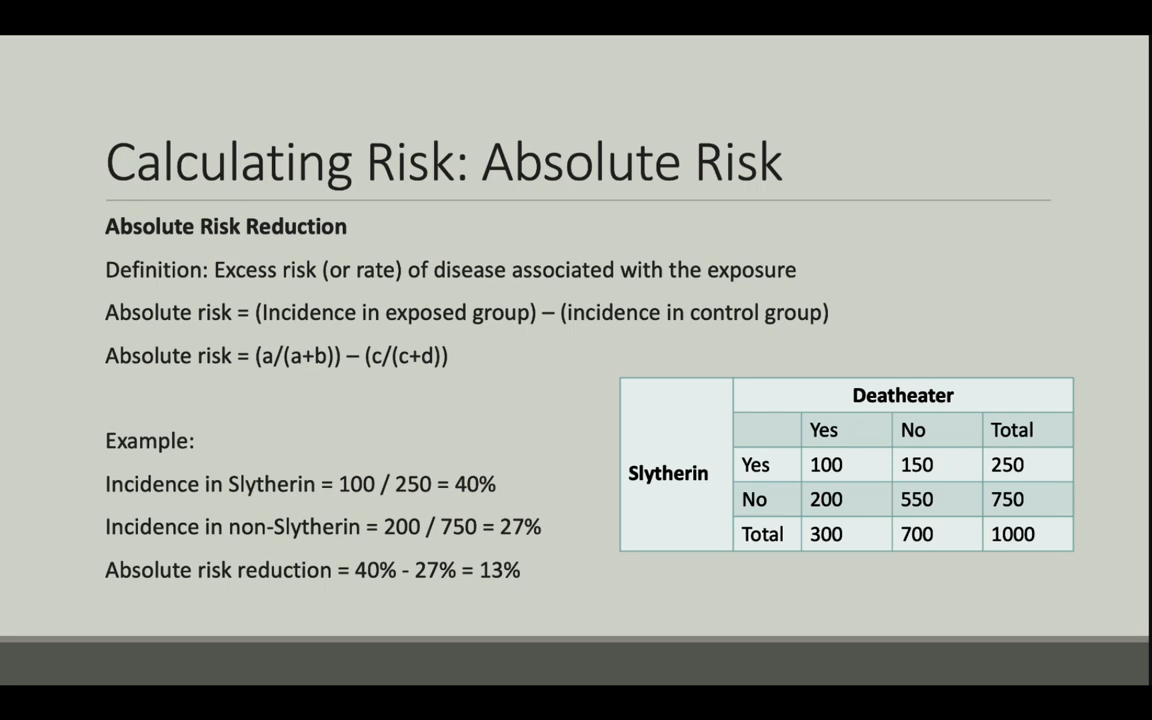 Calculating Risk: Absolute Risk
Absolute Risk Reduction
Definition: Excess risk (or rate) of disease associated with the exposure
Absolute risk = (Incidence in exposed group) – (incidence in control group)
Absolute risk = (a/(a+b)) – (c/(c+d))
Example:
Incidence in Slytherin = 100 / 250 = 40%
Incidence in non-Slytherin = 200 / 750 = 27%
Absolute risk reduction = 40% - 27% = 13%
Deatheater
Yes No Total
Slytherin
Yes 100 150 250
No 200 550 750
Total 300 700 1000